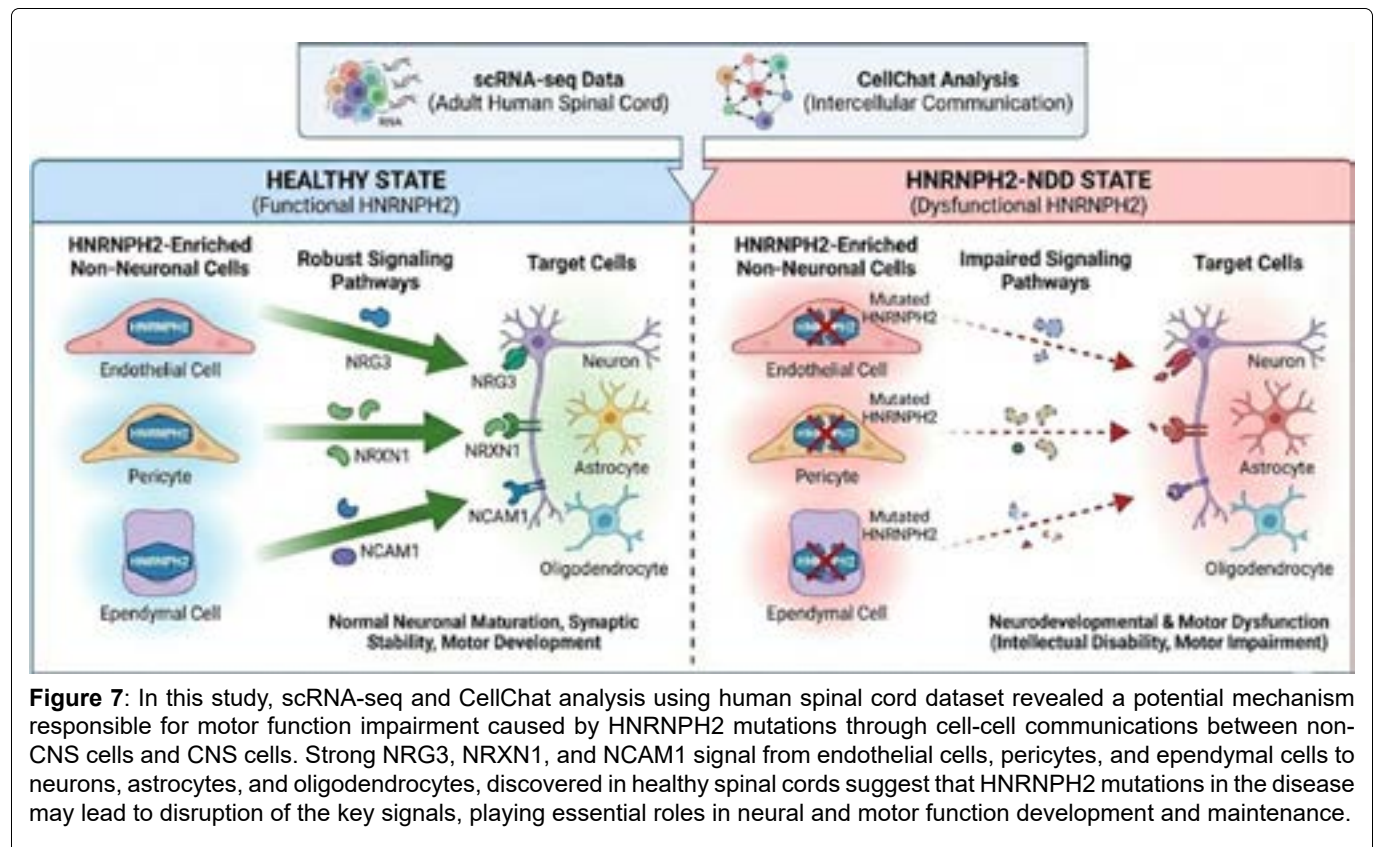 scRNA-seq Data
(Adult Human Spinal Cord)
RNA
CellChat Analysis
(Intercellular Communication)
HEALTHY STATE
(Functional HNRNPH2)
HNRNPH2-Enriched
Non-Neuronal Cells
Robust Signaling
Pathways
Target Cells
HNRNPH2
Endothelial Cell
NRG3
NRG3
Neuron
HNRNPH2
Pericyte
NRXN1
NRXN1
Astrocyte
HNRNPH2
Ependymal Cell
NCAM1
NCAM1
Oligodendrocyte
Normal Neuronal Maturation, Synaptic
Stability, Motor Development
HNRNPH2-NDD STATE
(Dysfunctional HNRNPH2)
HNRNPH2-Enriched
Non-Neuronal Cells
Impaired Signaling
Pathways
Target Cells
Mutated
HNRNPH2
Endothelial Cell
Neuron
Mutated
HNRNPH2
Pericyte
Astrocyte
Mutated
HNRNPH2
Ependymal Cell
Oligodendrocyte
Neurodevelopmental & Motor Dysfunction
(Intellectual Disability, Motor Impairment)
Figure 7: In this study, scRNA-seq and CellChat analysis using human spinal cord dataset revealed a potential mechanism
responsible for motor function impairment caused by HNRNPH2 mutations through cell-cell communications between non-
CNS cells and CNS cells. Strong NRG3, NRXN1, and NCAM1 signal from endothelial cells, pericytes, and ependymal cells to
neurons, astrocytes, and oligodendrocytes, discovered in healthy spinal cords suggest that HNRNPH2 mutations in the disease
may lead to disruption of the key signals, playing essential roles in neural and motor function development and maintenance.